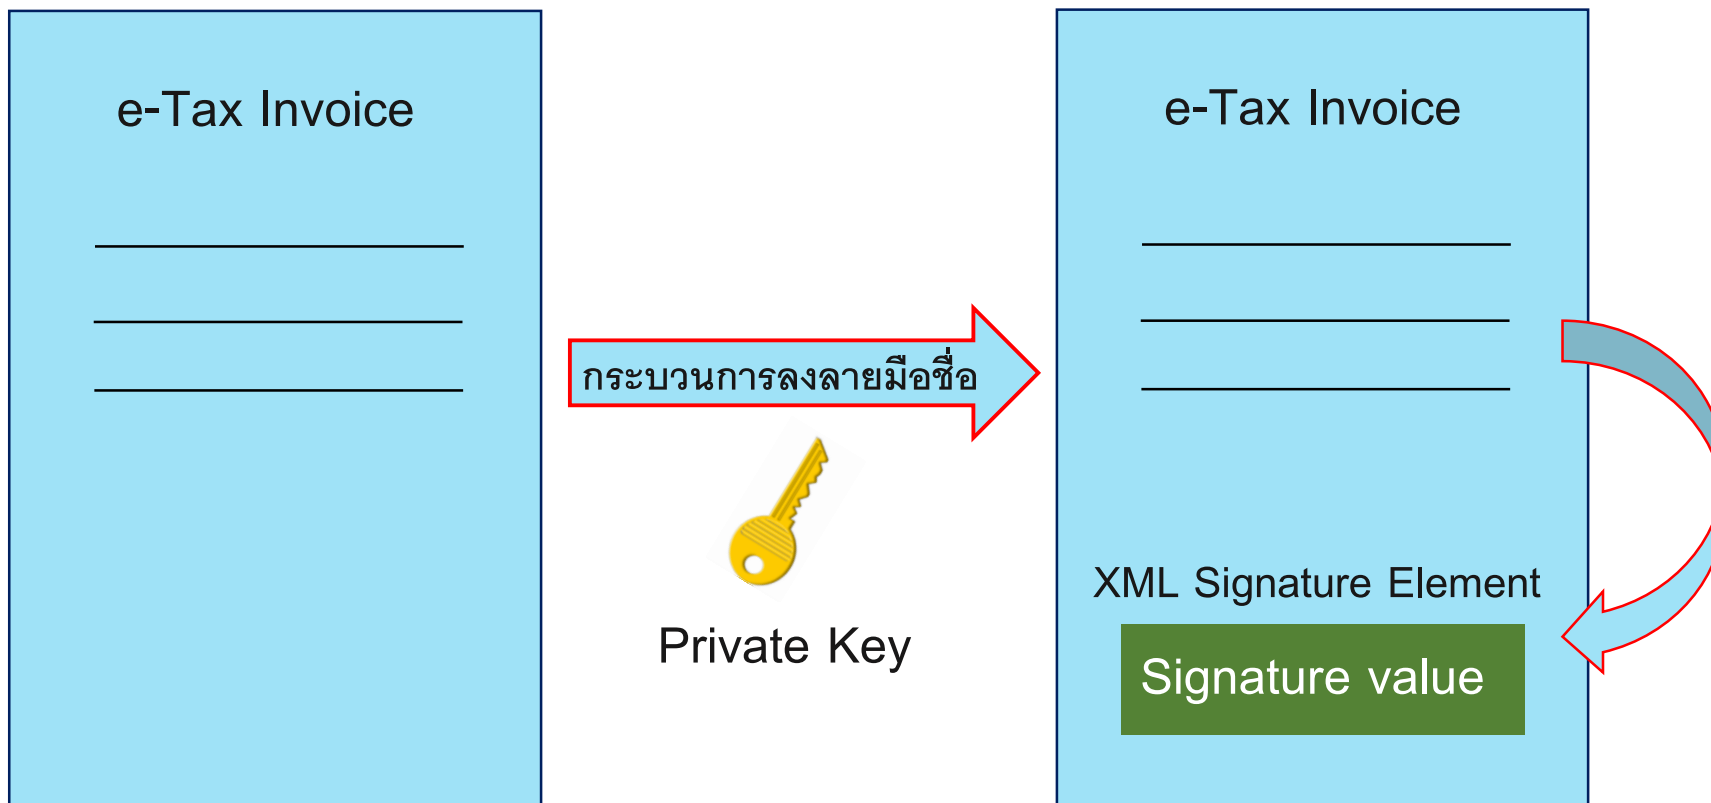 e-Tax Invoice
กระบวนการลงลายมือชื่อ
Private Key
e-Tax Invoice
XML Signature Element
Signature value